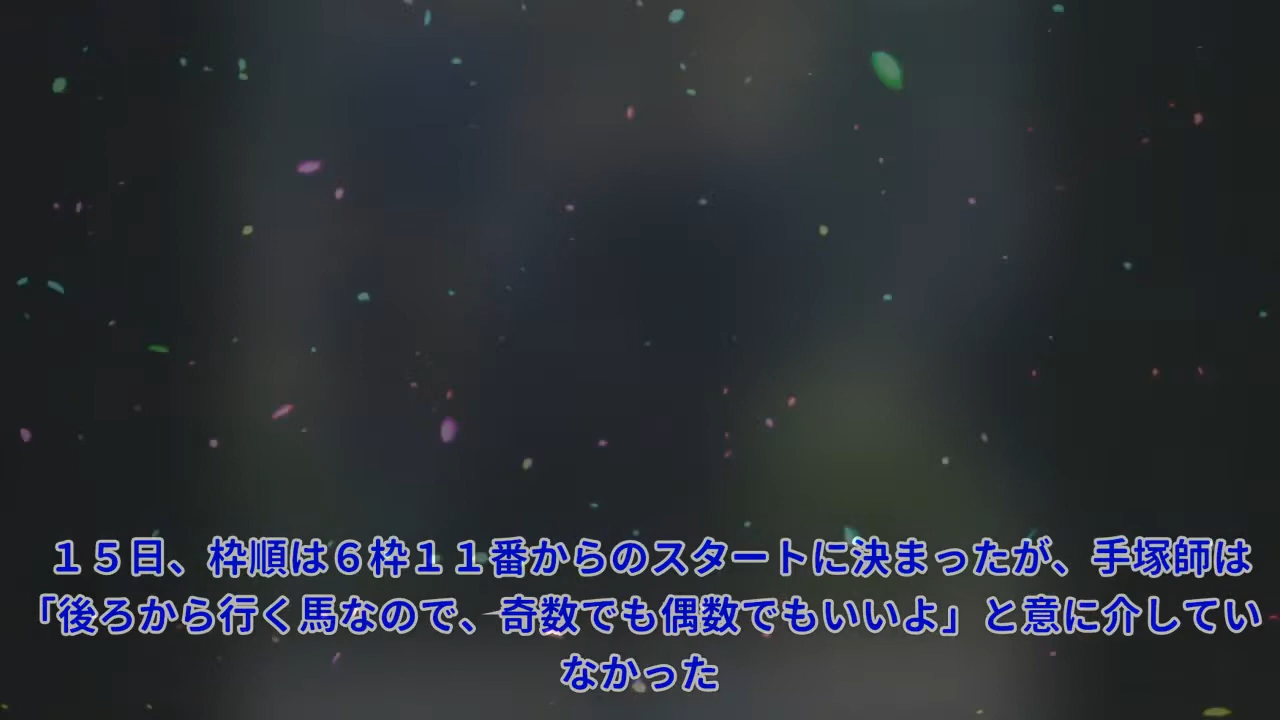 １５日、枠順は６枠１１番からのスタートに決まったが、手塚師は
「後ろから行く馬なので、奇数でも偶数でもいいよ」と意に介してい
なかった